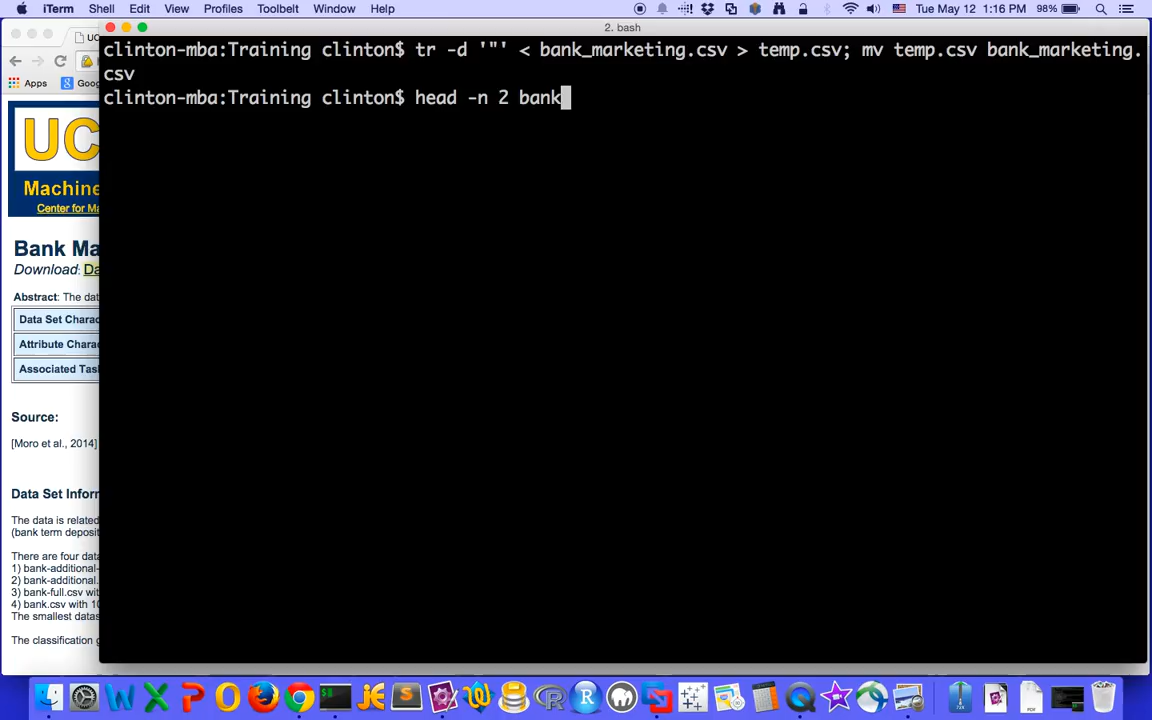 iTerm Shell Edit View Profiles Toolbelt Window Help Tue May 12 1:16 PM 98%
2. bash
UC
Apps Goog
clinton-mba:Training clinton$ tr -d '"' < bank_marketing.csv > temp.csv; mv temp.csv bank_marketing.
csv
clinton-mba:Training clinton$ head -n 2 bank
UC
Machine
Center for Ma
Bank Ma
Download: Da
Abstract: The dat
Data Set Charac
Attribute Charac
Associated Task
Source:
[Moro et al., 2014]
Data Set Inform
The data is related
(bank term deposit
There are four data
1) bank-additional-
2) bank-additional.
3) bank-full.csv with
4) bank.csv with 10
The smallest datas
The classification g